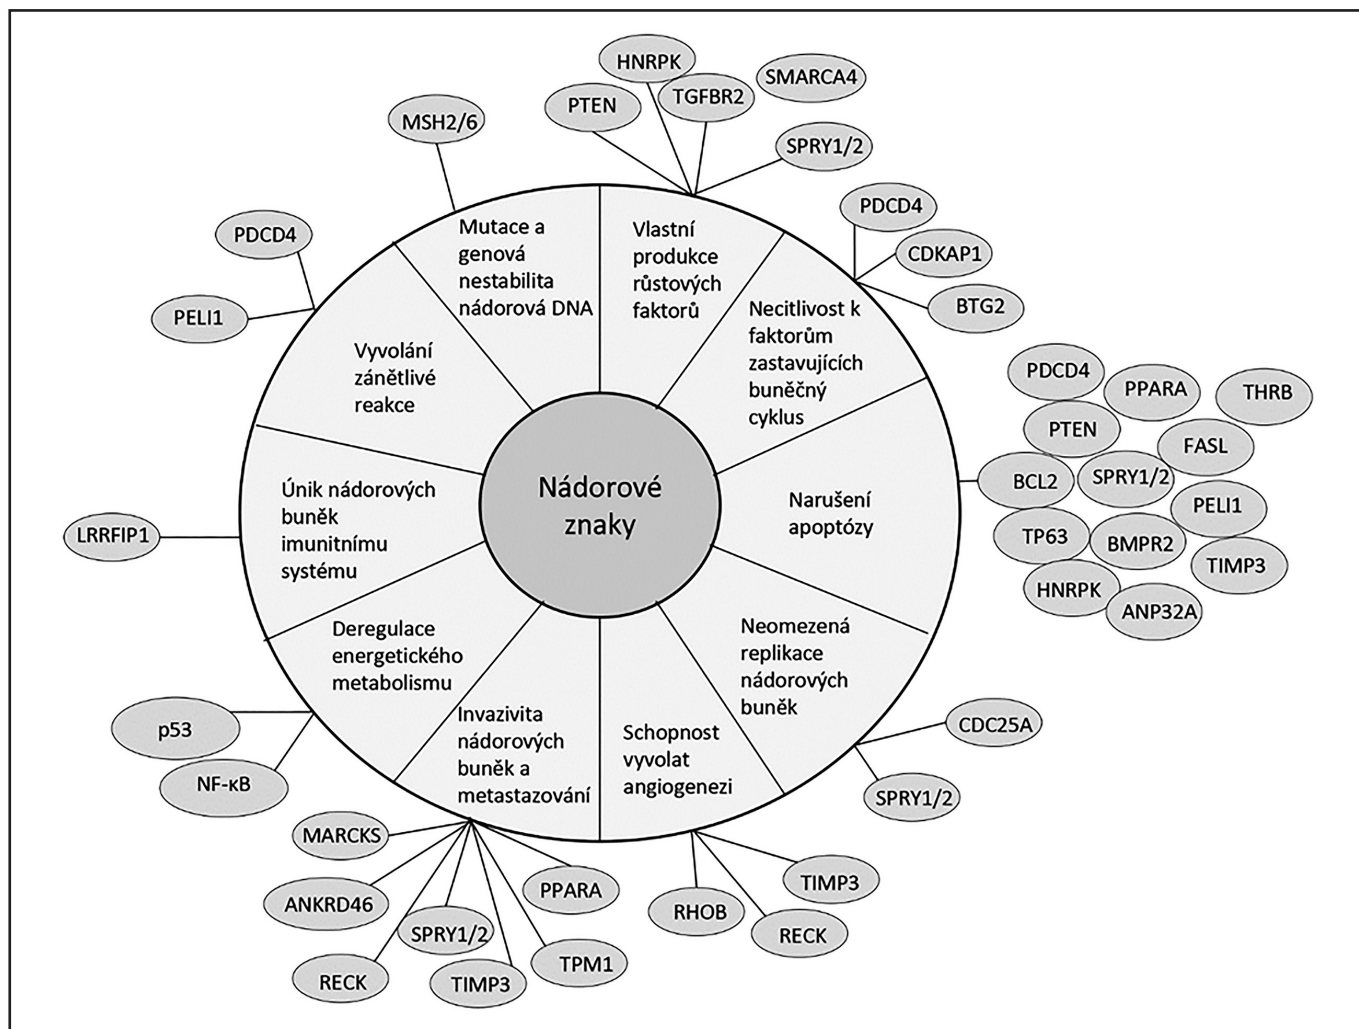 HNRPK
SMARCA4
PTEN
TGFBR2
MSH2/6
SPRY1/2
PDCD4
PDCD4
CDKAP1
PELI1
BTG2
Mutace a
genová
nestabilita
nádorová DNA
Vlastní
produkce
růstových
faktorů
Necitlivost k
faktorům
zastavujících
buněčný
cyklus
Vyvolání
zánětlivé
reakce
PDCD4
PPARA
THRB
PTEN
FASL
BCL2
SPRY1/2
PELI1
TP63
BMPR2
TIMP3
HNRPK
ANP32A
Nádorové
znaky
Narušení
apoptózy
Únik nádorových
buněk
imunitnímu
systému
LRRFIP1
Deregulace
energetického
metabolismu
Neomezená
replikace
nádorových
buněk
Invazivita
nádorových
buněk a
metastazování
Schopnost
vyvolat
angiogenezi
p53
NF-κB
CDC25A
SPRY1/2
MARCKS
ANKRD46
RECK
SPRY1/2
TIMP3
TPM1
PPARA
RHOB
RECK
TIMP3